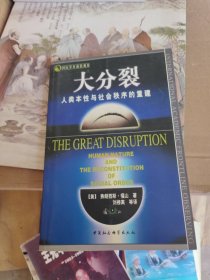 大分裂
人类本性与社会秩序的重建
THE GREAT DISRUPTION
HUMAN NATURE
AND
THE RECONSTITUTION
OF
SOCIAL ORDER
【美】弗朗西斯·福山 著
刘榜离 等译
中国社会科学出版社